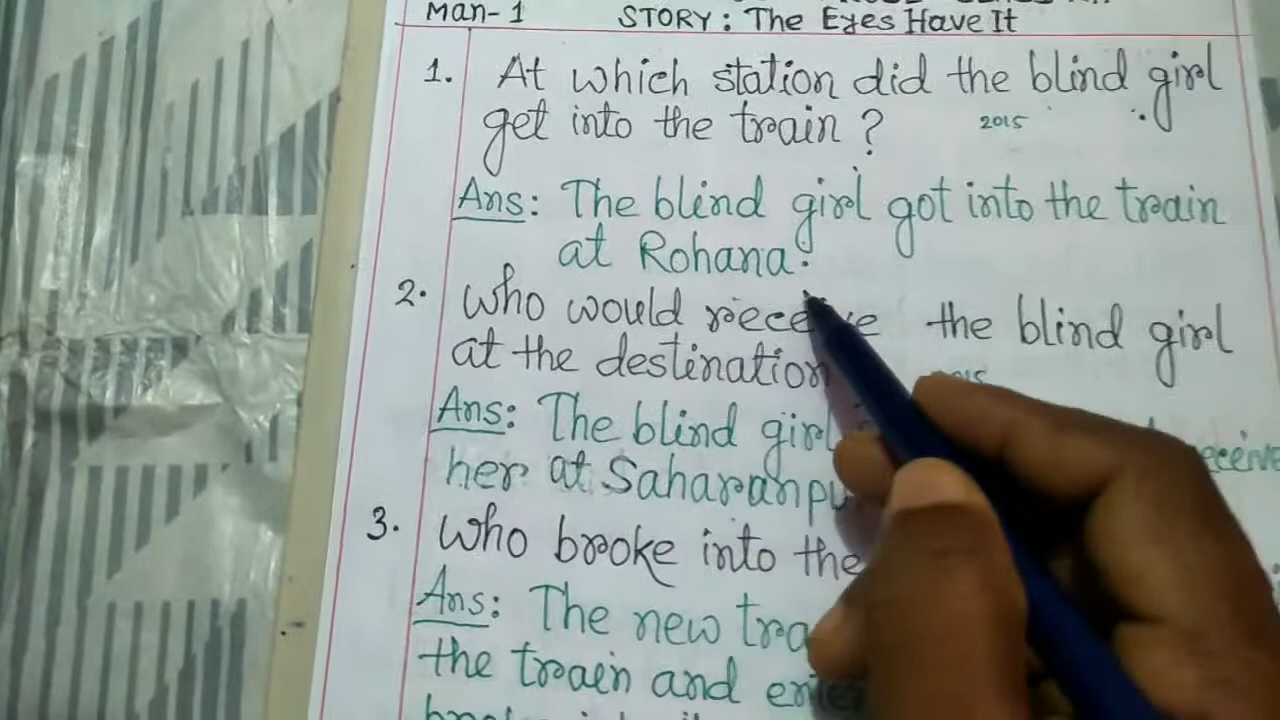 Man-1 STORY: The Eyes Have It
1. At which station did the blind girl
get into the train? 2015
Ans: The blind girl got into the train
at Rohana.
2. Who would receive the blind girl
at the destination
Ans: The blind girl
her at Saharanpu
3. Who broke into the
Ans: The new
the train and